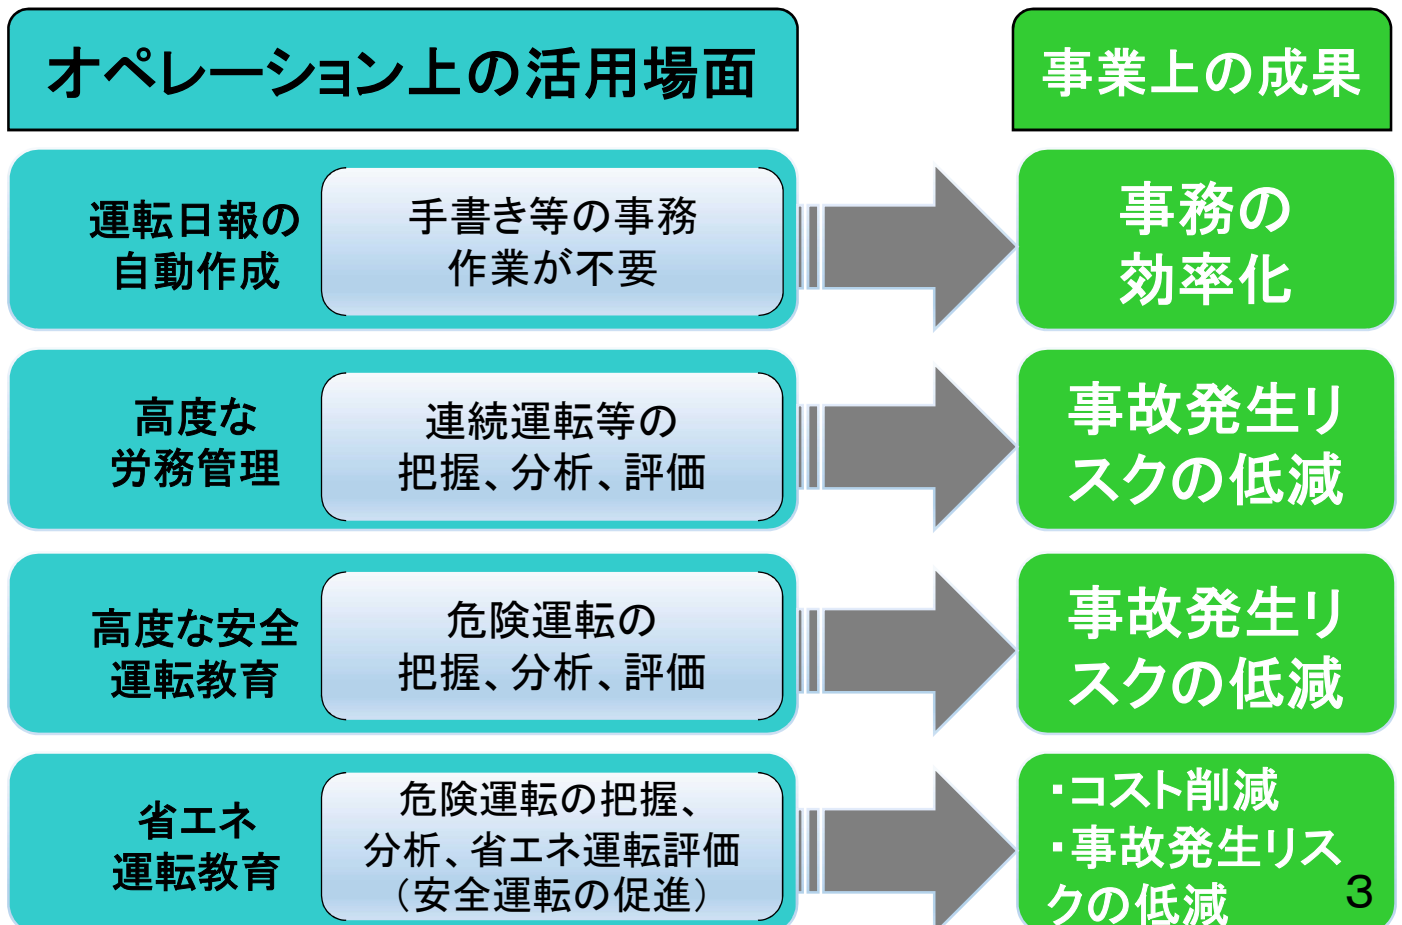 オペレーション上の活用場面
事業上の成果
運転日報の
自動作成
手書き等の事務
作業が不要
事務の
効率化
高度な
労務管理
連続運転等の
把握、分析、評価
事故発生リ
スクの低減
高度な安全
運転教育
危険運転の
把握、分析、評価
事故発生リ
スクの低減
省エネ
運転教育
危険運転の把握、
分析、省エネ運転評価
（安全運転の促進）
・コスト削減
・事故発生リス
クの低減
3